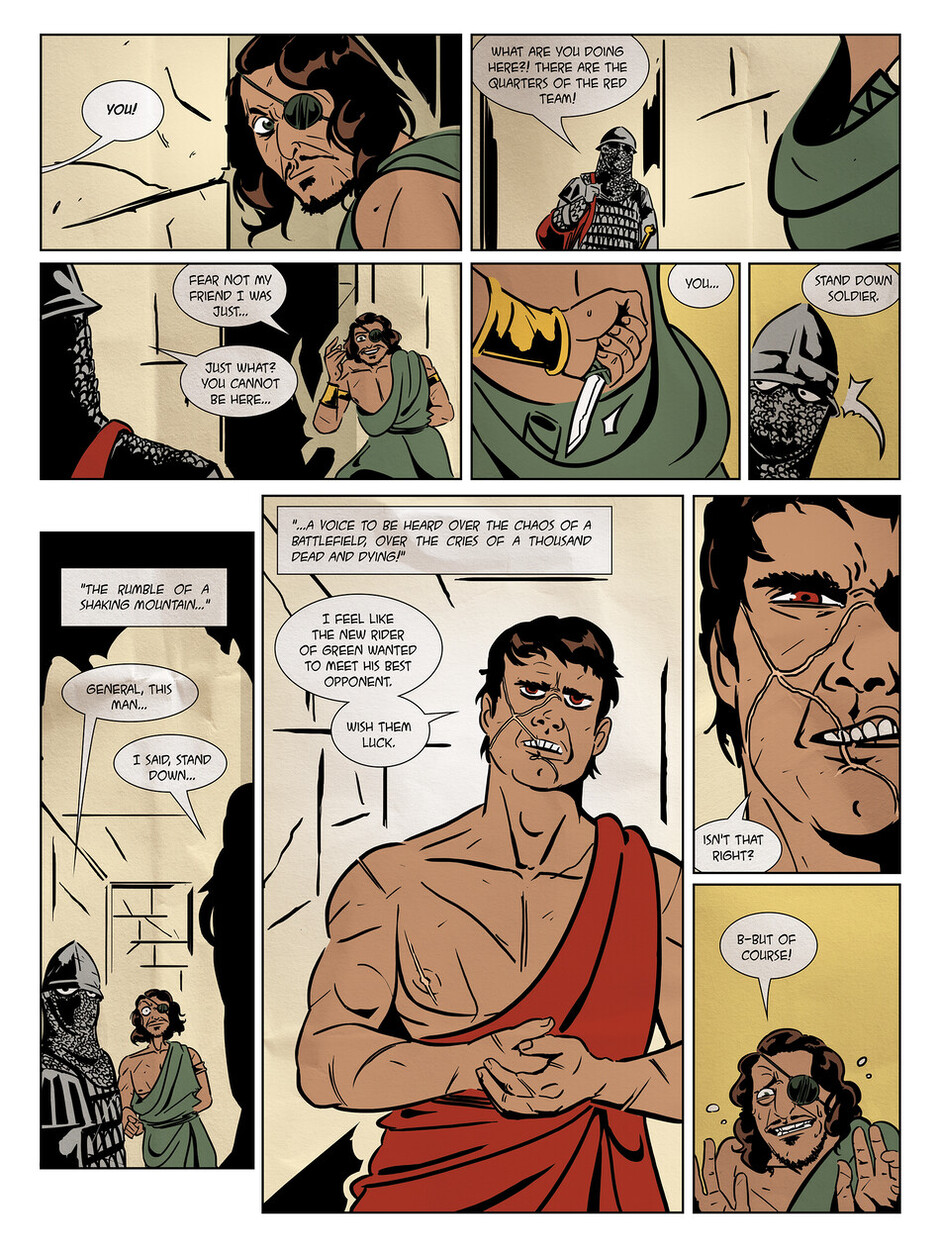 YOU!
WHAT ARE YOU DOING
HERE?! THERE ARE THE
QUARTERS OF THE RED
TEAM!
FEAR NOT MY
FRIEND I WAS
JUST...
JUST WHAT?
YOU CANNOT
BE HERE...
YOU...
STAND DOWN
SOLDIER.
"THE RUMBLE OF A
SHAKING MOUNTAIN..."
GENERAL, THIS
MAN...
I SAID, STAND
DOWN...
"...A VOICE TO BE HEARD OVER THE CHAOS OF A
BATTLEFIELD, OVER THE CRIES OF A THOUSAND
DEAD AND DYING!"
I FEEL LIKE
THE NEW RIDER
OF GREEN WANTED
TO MEET HIS BEST
OPPONENT.
WISH THEM
LUCK.
ISN'T THAT
RIGHT?
B-BUT OF
COURSE!